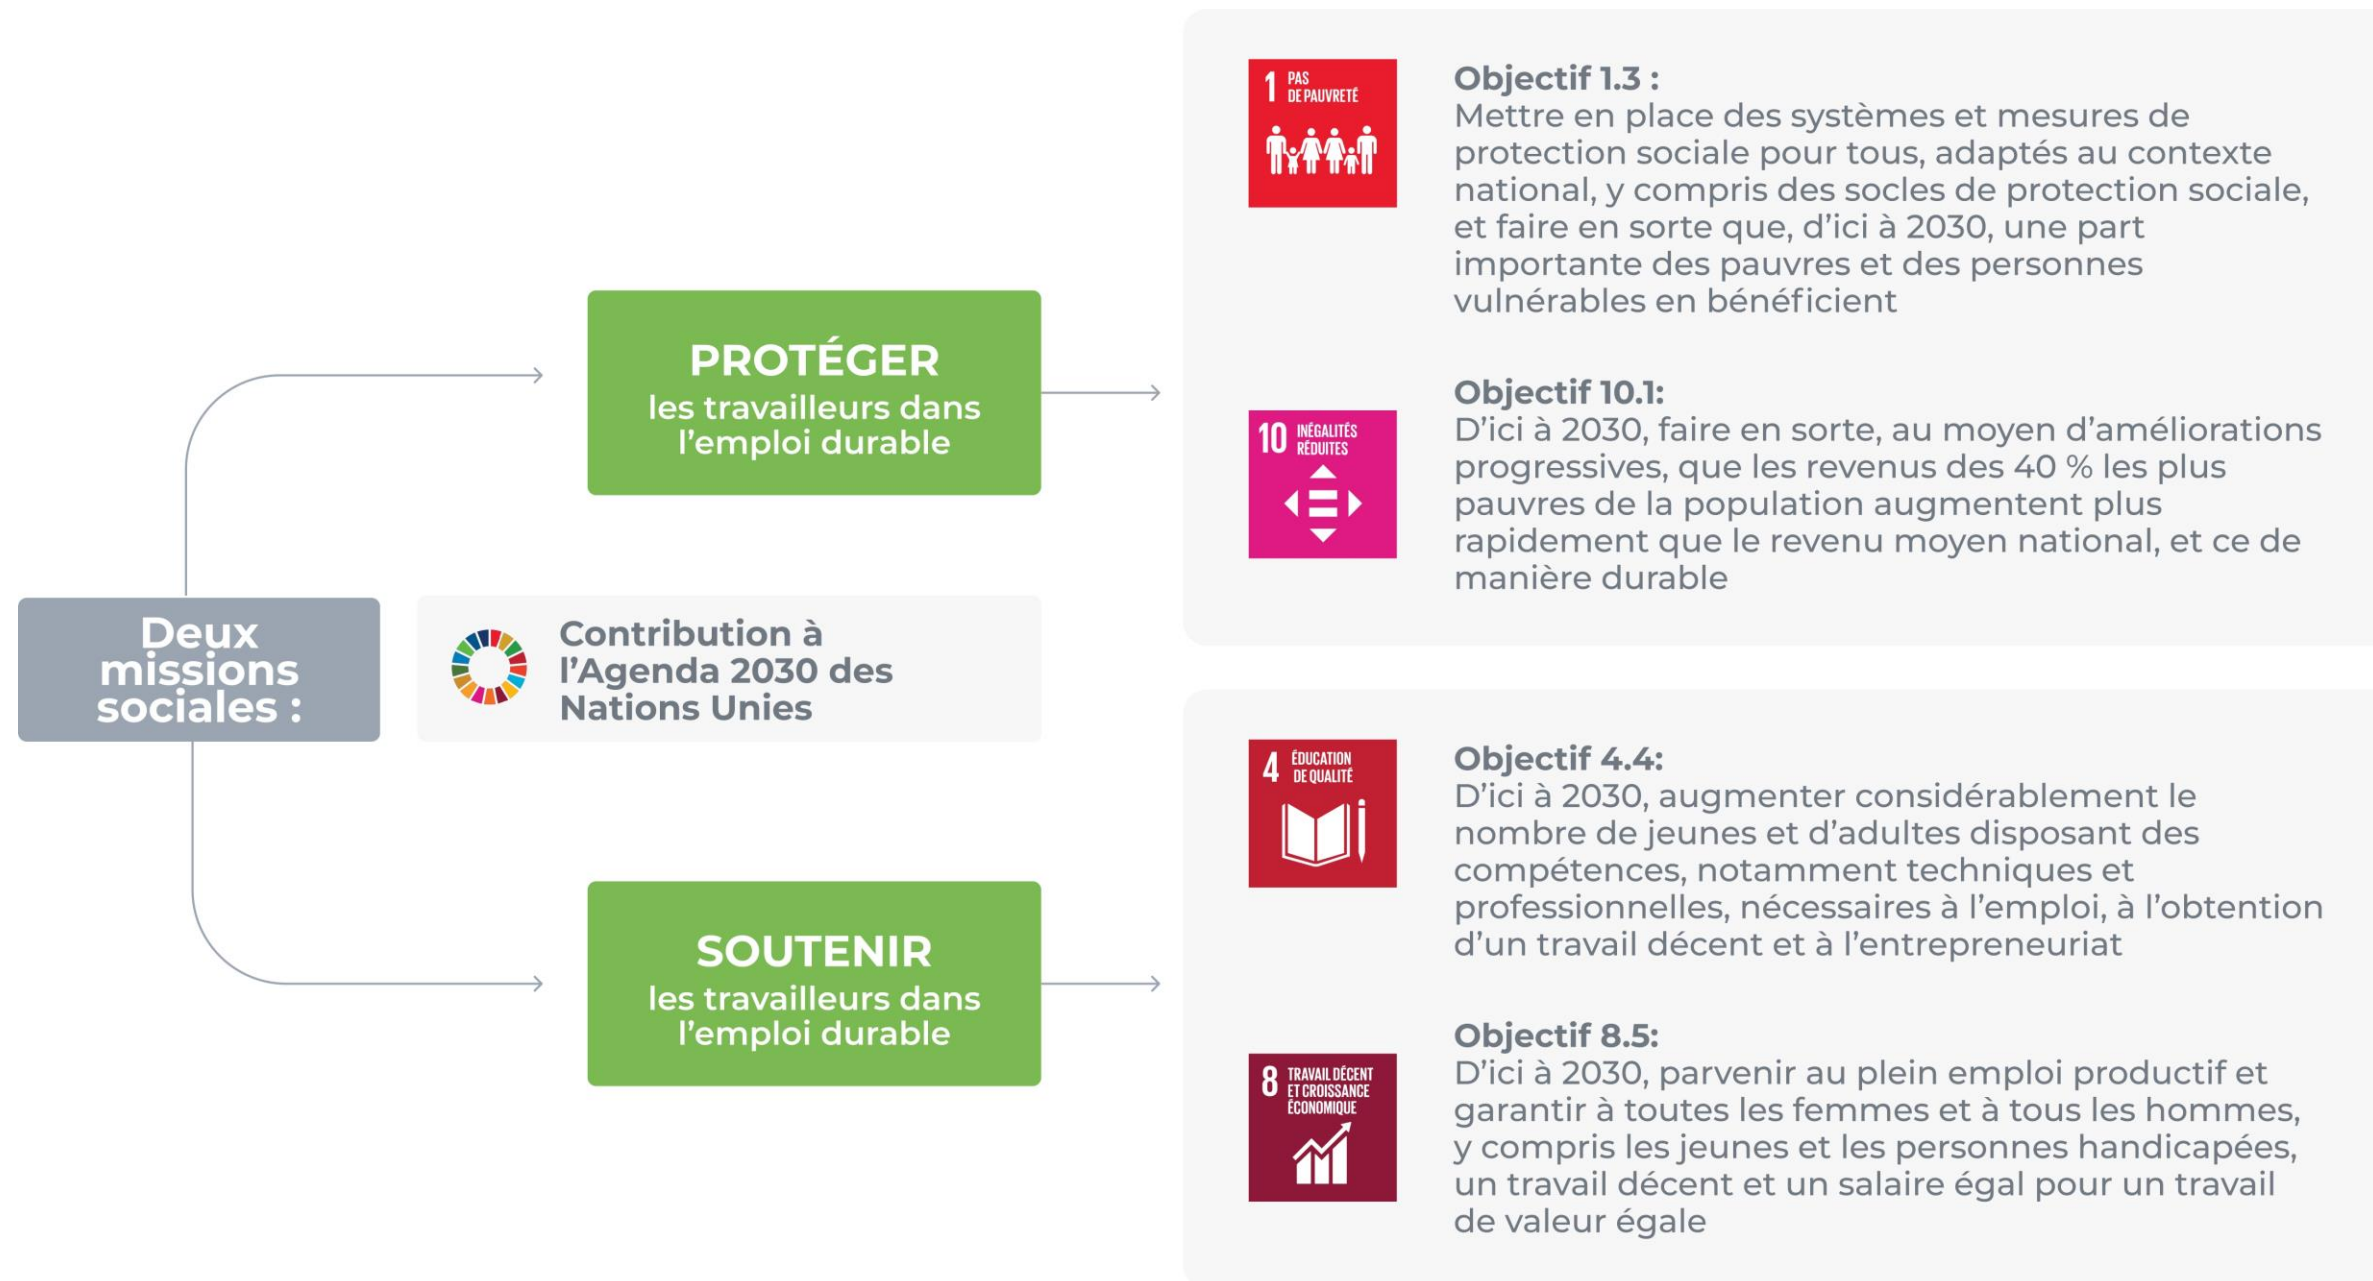 Deux
missions
sociales :
Contribution à
l’Agenda 2030 des
Nations Unies
PROTÉGER
les travailleurs dans
l’emploi durable
1 PAS
DE PAUVRETÉ
Objectif 1.3 :
Mettre en place des systèmes et mesures de
protection sociale pour tous, adaptés au contexte
national, y compris des socles de protection sociale,
et faire en sorte que, d’ici à 2030, une part
importante des pauvres et des personnes
vulnérables en bénéficient
10 INÉGALITÉS
RÉDUITES
Objectif 10.1:
D’ici à 2030, faire en sorte, au moyen d’améliorations
progressives, que les revenus des 40 % les plus
pauvres de la population augmentent plus
rapidement que le revenu moyen national, et ce de
manière durable
SOUTENIR
les travailleurs dans
l’emploi durable
4 ÉDUCATION
DE QUALITÉ
Objectif 4.4:
D’ici à 2030, augmenter considérablement le
nombre de jeunes et d’adultes disposant des
compétences, notamment techniques et
professionnelles, nécessaires à l’emploi, à l’obtention
d’un travail décent et à l’entrepreneuriat
8 TRAVAIL DÉCENT
ET CROISSANCE
ÉCONOMIQUE
Objectif 8.5:
D’ici à 2030, parvenir au plein emploi productif et
garantir à toutes les femmes et à tous les hommes,
y compris les jeunes et les personnes handicapées,
un travail décent et un salaire égal pour un travail
de valeur égale